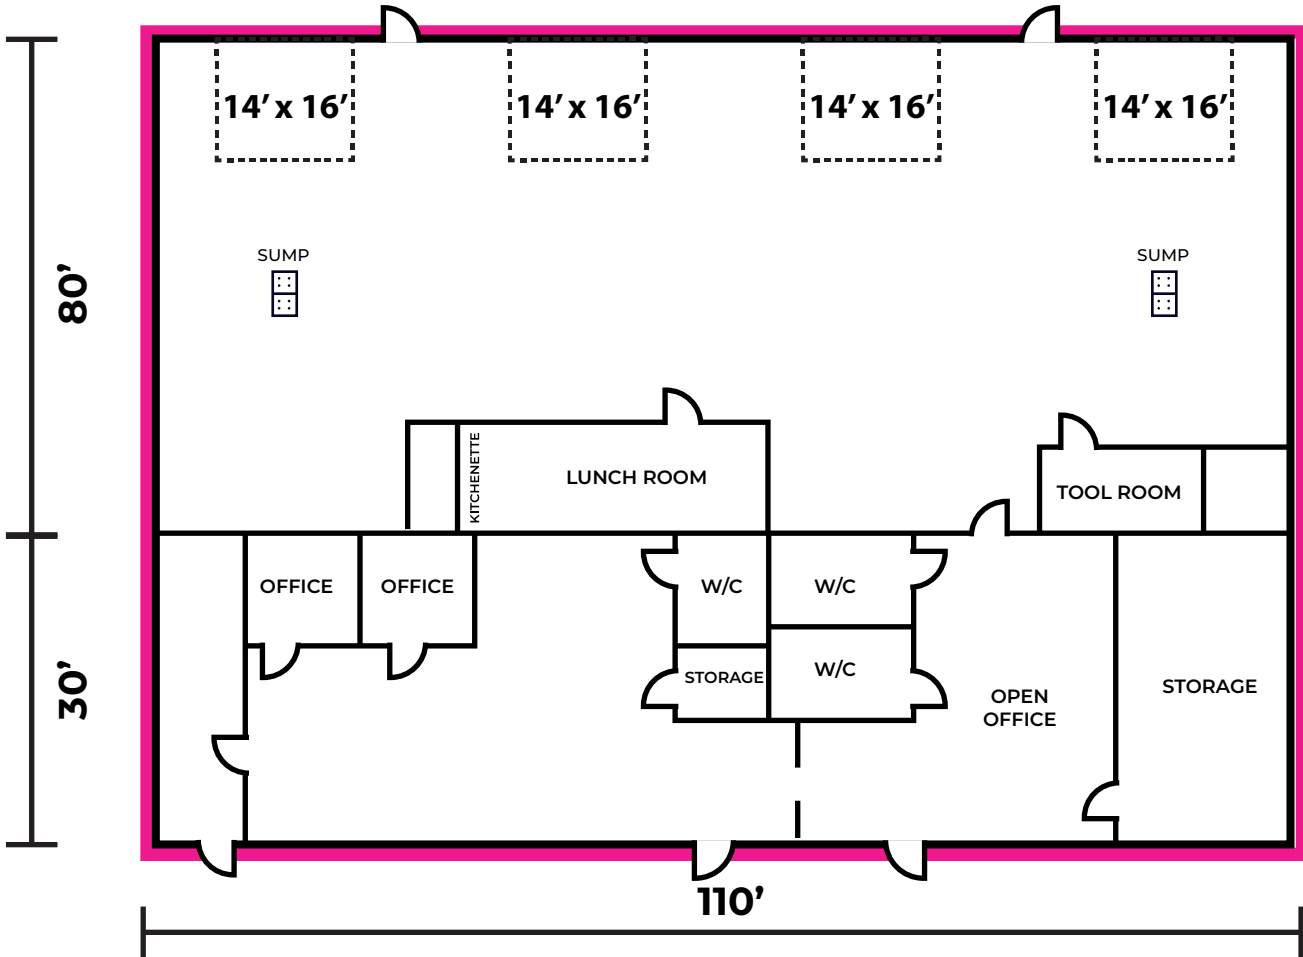 14’ x 16’
14’ x 16’
14’ x 16’
14’ x 16’
80’
SUMP
SUMP
KITCHENETTE
LUNCH ROOM
TOOL ROOM
OFFICE
OFFICE
W/C
W/C
30’
STORAGE
W/C
OPEN
OFFICE
STORAGE
110’